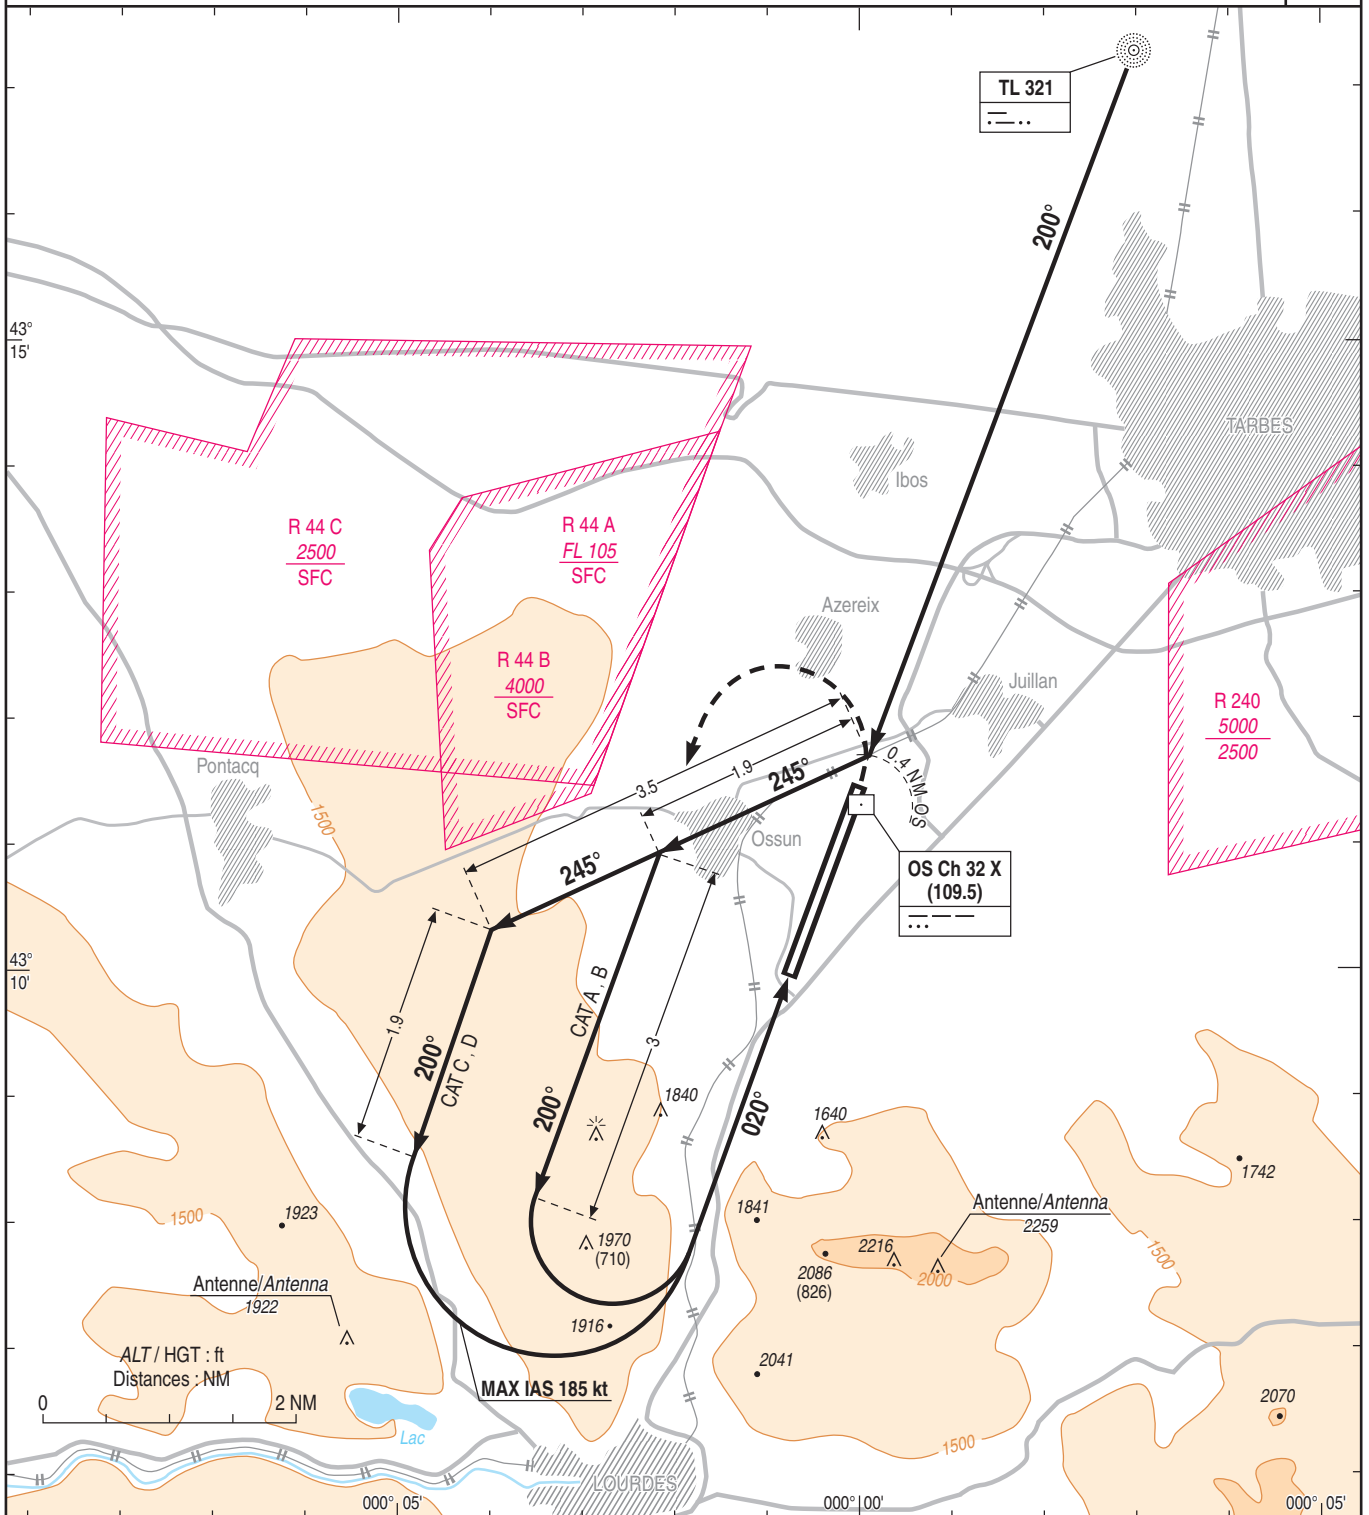 TL 321
200°
43°
15'
TARBES
Ibos
R 44 C
2500
SFC
R 44 A
FL 105
SFC
Azereix
R 44 B
4000
SFC
Juillan
R 240
5000
2500
Pontacq
1500
3.5
1.9
245°
0.4 NM OS
Ossun
245°
OS Ch 32 X
(109.5)
43°
10'
1.9
200°
CAT C, D
CAT A, B
200°
3
1840
020°
1640
1742
1500
1923
1841
Antenne/Antenna
2259
1970
(710)
2216
2086
(826)
2000
1500
Antenne/Antenna
1922
1916
ALT / HGT : ft
Distances : NM
0
2 NM
MAX IAS 185 kt
2041
2070
Lac
1500
LOURDES
000° 05'
000° 00'
000° 05'